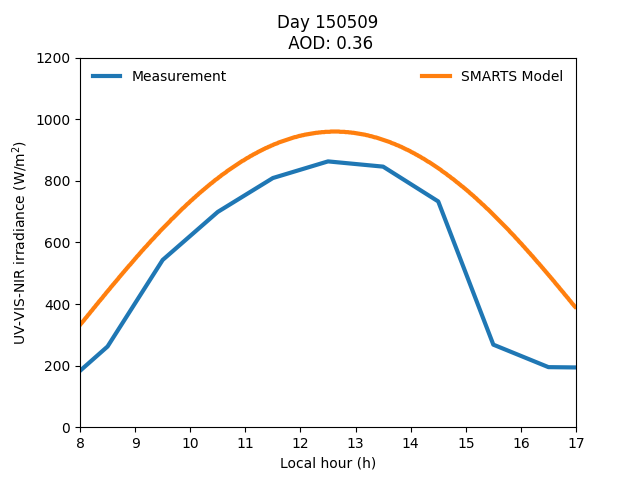 Day 150509
AOD: 0.36
Measurement
SMARTS Model
1200
1000
800
600
400
200
0
UV-VIS-NIR irradiance (W/m²)
8 9 10 11 12 13 14 15 16 17
Local hour (h)